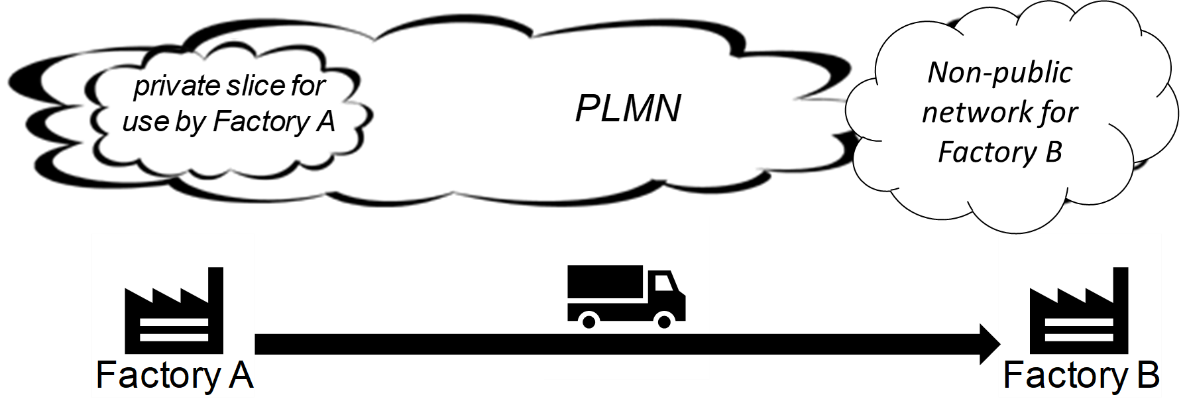 private slice for
use by Factory A
PLMN
Non-public
network for
Factory B
Factory A
Factory B